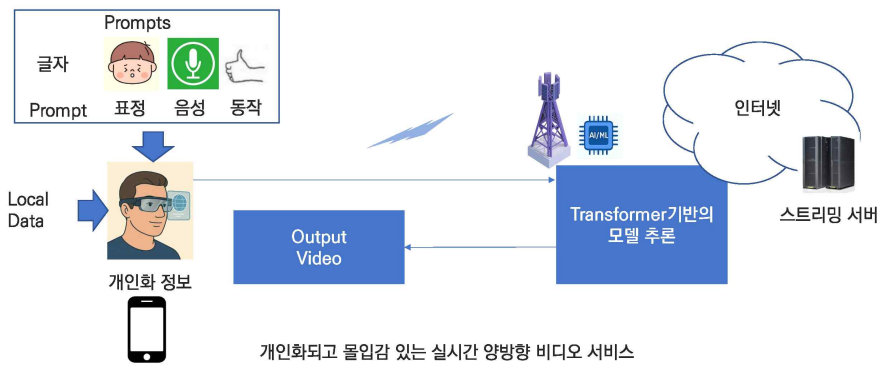 Prompts
글자
Prompt 표정 음성 동작
Local
Data
개인화 정보
Output
Video
AI/ML
Transformer기반의
모델 추론
인터넷
스트리밍 서버
개인화되고 몰입감 있는 실시간 양방향 비디오 서비스